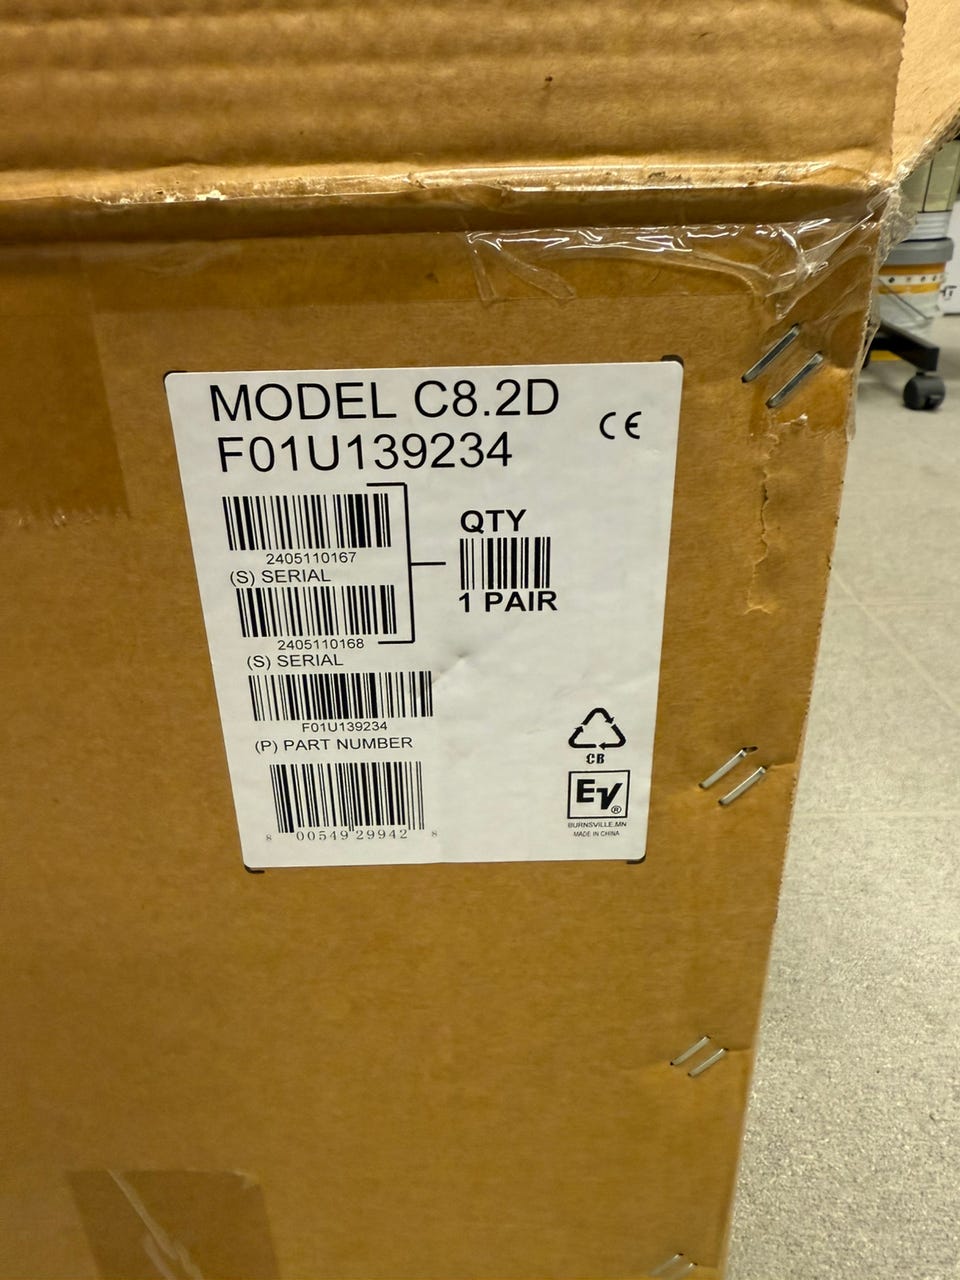 MODEL C8.2D
F01U139234
CE
2405110167
(S) SERIAL
QTY
1 PAIR
2405110168
(S) SERIAL
F01U139234
(P) PART NUMBER
8 00549 29942 8
CB
EV®
BURNSVILLE,MN
MADE IN CHINA